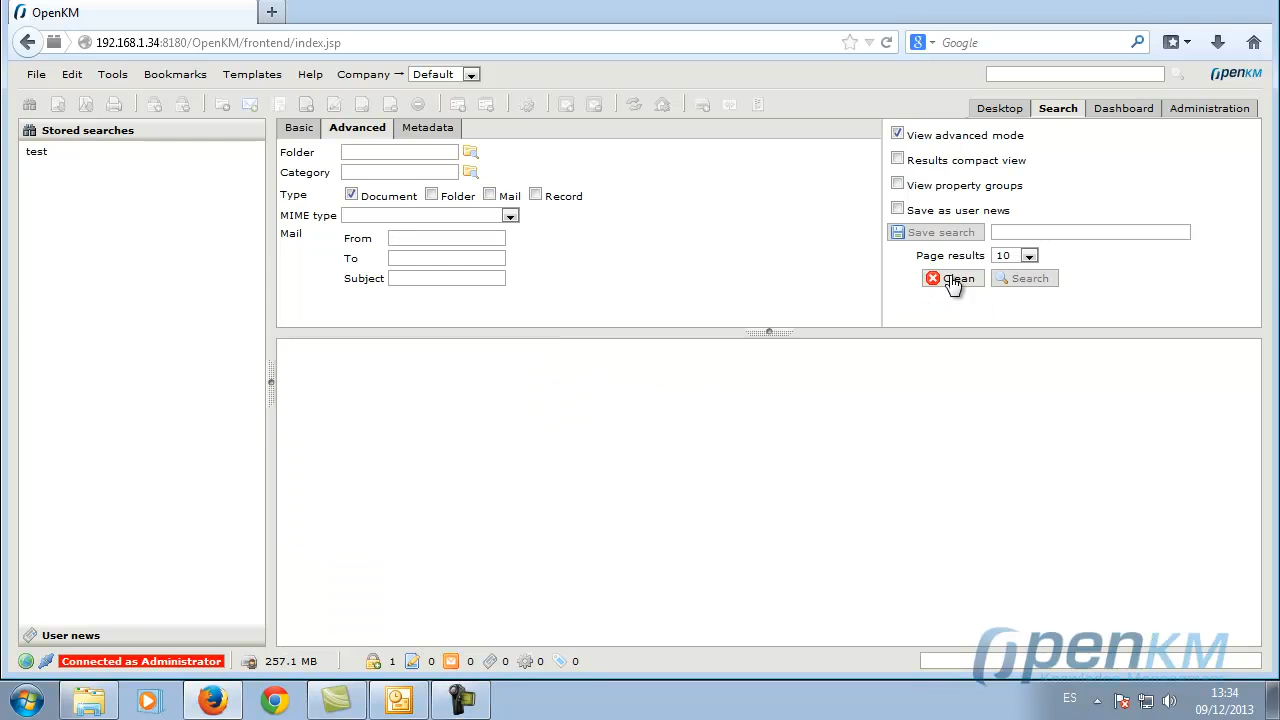 OpenKM
192.168.1.34:8180/OpenKM/frontend/index.jsp
Google
File Edit Tools Bookmarks Templates Help Company Default
OpenKM
Desktop Search Dashboard Administration
Stored searches
test
Basic Advanced Metadata
Folder
Category
Type Document Folder Mail Record
MIME type
Mail
From
To
Subject
View advanced mode
Results compact view
View property groups
Save as user news
Save search
Page results 10
Clean Search
User news
Connected as Administrator 257.1 MB 1 0 0 0 0 0
OpenKM
Knowledge Management
ES
13:34
09/12/2013